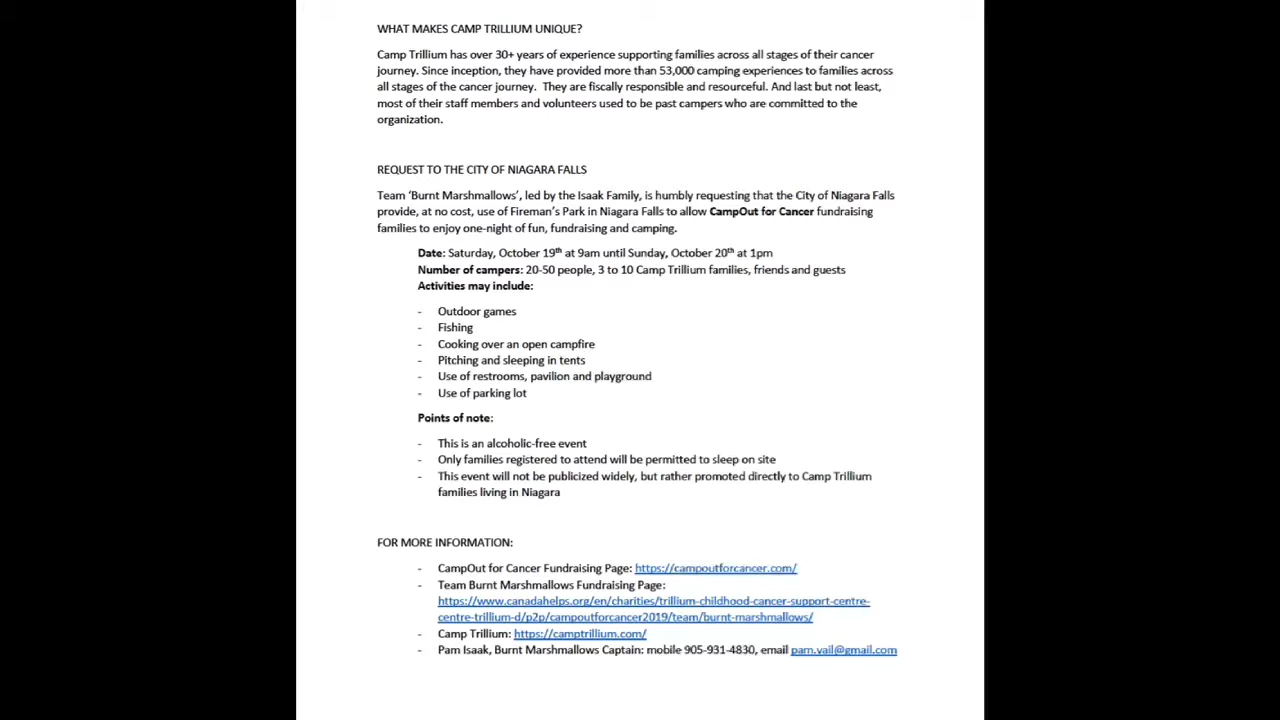 WHAT MAKES CAMP TRILLIUM UNIQUE?
Camp Trillium has over 30+ years of experience supporting families across all stages of their cancer
journey. Since inception, they have provided more than 53,000 camping experiences to families across
all stages of the cancer journey.  They are fiscally responsible and resourceful. And last but not least,
most of their staff members and volunteers used to be past campers who are committed to the
organization.
REQUEST TO THE CITY OF NIAGARA FALLS
Team ‘Burnt Marshmallows’, led by the Isaak Family, is humbly requesting that the City of Niagara Falls
provide, at no cost, use of Fireman’s Park in Niagara Falls to allow CampOut for Cancer fundraising
families to enjoy one-night of fun, fundraising and camping.
Date: Saturday, October 19th at 9am until Sunday, October 20th at 1pm
Number of campers: 20-50 people, 3 to 10 Camp Trillium families, friends and guests
Activities may include:
- Outdoor games
- Fishing
- Cooking over an open campfire
- Pitching and sleeping in tents
- Use of restrooms, pavilion and playground
- Use of parking lot
Points of note:
- This is an alcoholic-free event
- Only families registered to attend will be permitted to sleep on site
- This event will not be publicized widely, but rather promoted directly to Camp Trillium
families living in Niagara
FOR MORE INFORMATION:
- CampOut for Cancer Fundraising Page: https://campoutforcancer.com/
- Team Burnt Marshmallows Fundraising Page:
https://www.canadahelps.org/en/charities/trillium-childhood-cancer-support-centre-
centre-trillium-d/p2p/campoutforcancer2019/team/burnt-marshmallows/
- Camp Trillium: https://camptrillium.com/
- Pam Isaak, Burnt Marshmallows Captain: mobile 905-931-4830, email pam.vail@gmail.com